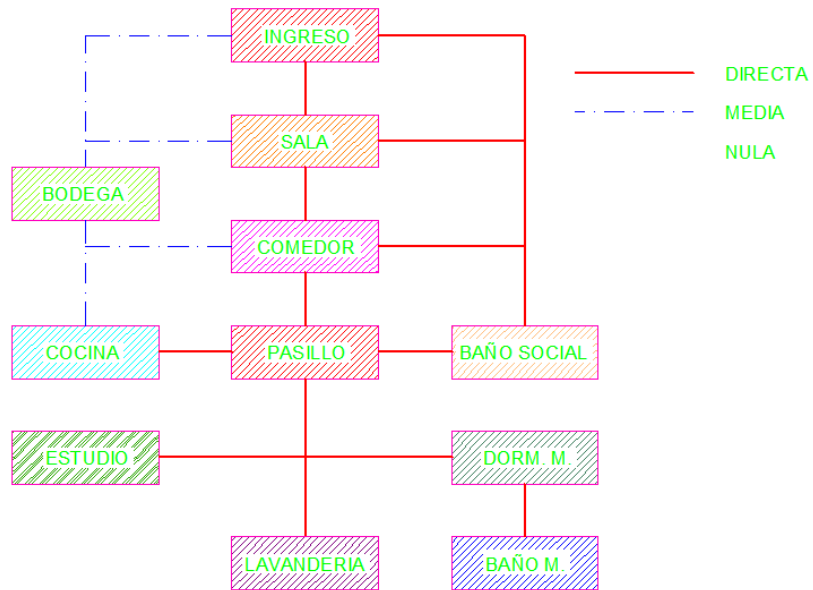 INGRESO
DIRECTA
MEDIA
SALA
NULA
BODEGA
COMEDOR
COCINA
PASILLO
BAÑO SOCIAL
ESTUDIO
DORM. M.
LAVANDERIA
BAÑO M.